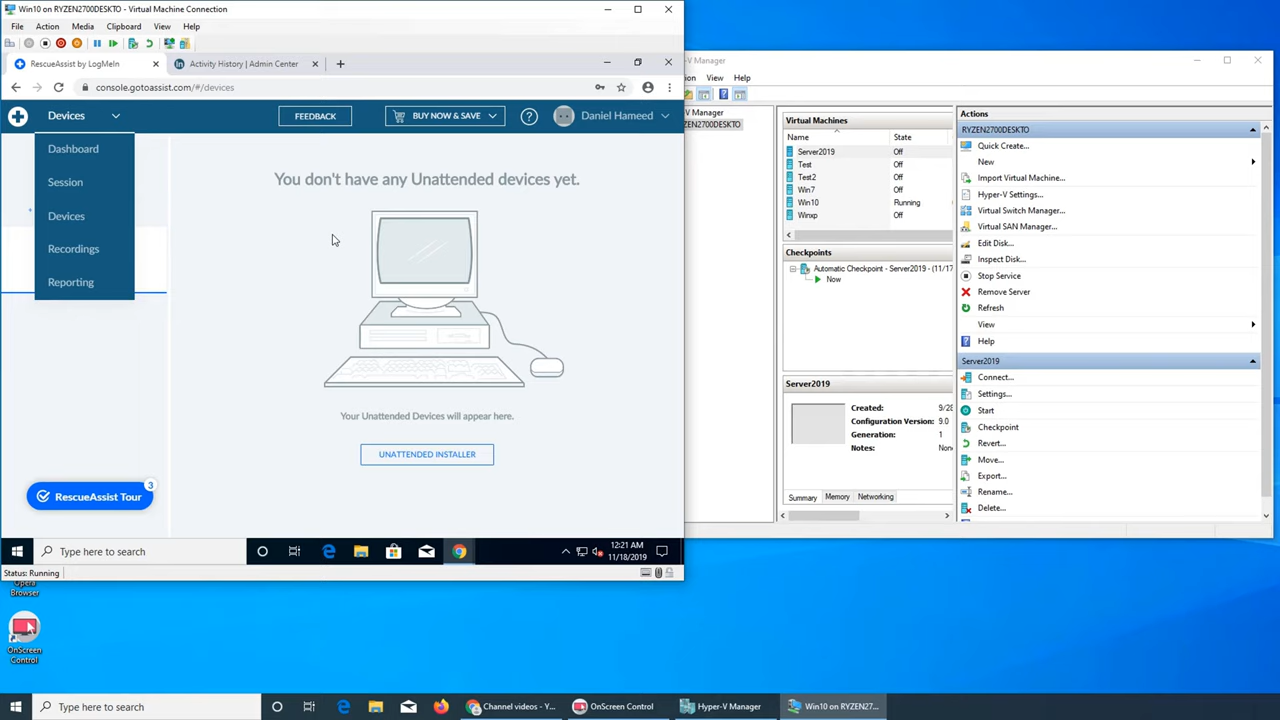 Win10 on RYZEN2700DESKTO - Virtual Machine Connection
File Action Media Clipboard View Help
RescueAssist by LogMeIn
Activity History | Admin Center
console.gotoassist.com/#/devices
Devices
FEEDBACK
BUY NOW & SAVE
Daniel Hameed
Dashboard
Session
Devices
Recordings
Reporting
You don't have any Unattended devices yet.
Your Unattended Devices will appear here.
UNATTENDED INSTALLER
RescueAssist Tour
3
Type here to search
12:21 AM
11/18/2019
Status: Running
-V Manager
on View Help
V Manager
ZEN2700DESKTO
Virtual Machines
Name State
Server2019 Off
Test Off
Test2 Off
Win7 Off
Win10 Running
Winxp Off
Checkpoints
Automatic Checkpoint - Server2019 - (11/17
Now
Server2019
Created: 9/28
Configuration Version: 9.0
Generation: 1
Notes: None
Summary Memory Networking
Actions
RYZEN2700DESKTO
Quick Create...
New
Import Virtual Machine...
Hyper-V Settings...
Virtual Switch Manager...
Virtual SAN Manager...
Edit Disk...
Inspect Disk...
Stop Service
Remove Server
Refresh
View
Help
Server2019
Connect...
Settings...
Start
Checkpoint
Revert...
Move...
Export...
Rename...
Delete...
Opera
Browser
OnScreen
Control
Type here to search
Channel videos - Y...
OnScreen Control
Hyper-V Manager
Win10 on RYZEN27...